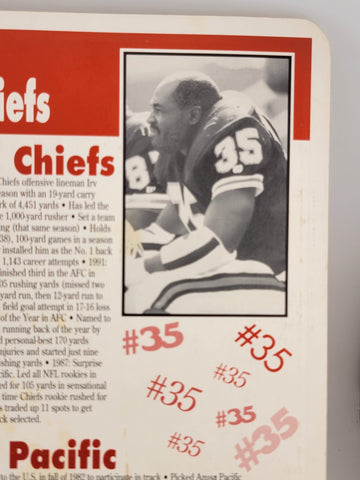 iefs
Chiefs
Chiefs offensive lineman Irv
eason with an 19-yard carry
rk of 4,451 yards • Has led the
e 1,000-yard rusher • Set a team
ng (that same season) • Holds
38), 100-yard games in a season
r installed him as the No. 1 back
1,143 career attempts • 1991:
inished third in the AFC in
05 rushing yards (missed two
yard run, then 12-yard run to
field goal attempt in 17-16 loss
of the Year in AFC • Named to
running back of the year by
d personal-best 170 yards
njuries and started just nine
shing yards • 1987: Surprise
acific. Led all NFL rookies in
ed for 105 yards in sensational
time Chiefs rookie rushed for
s traded up 11 spots to get
ck selected.
35
8
#35
#35
#35
#35
#35
#35
#35
Pacific
to the U.S. in fall of 1982 to participate in track • Picked Azusa Pacific